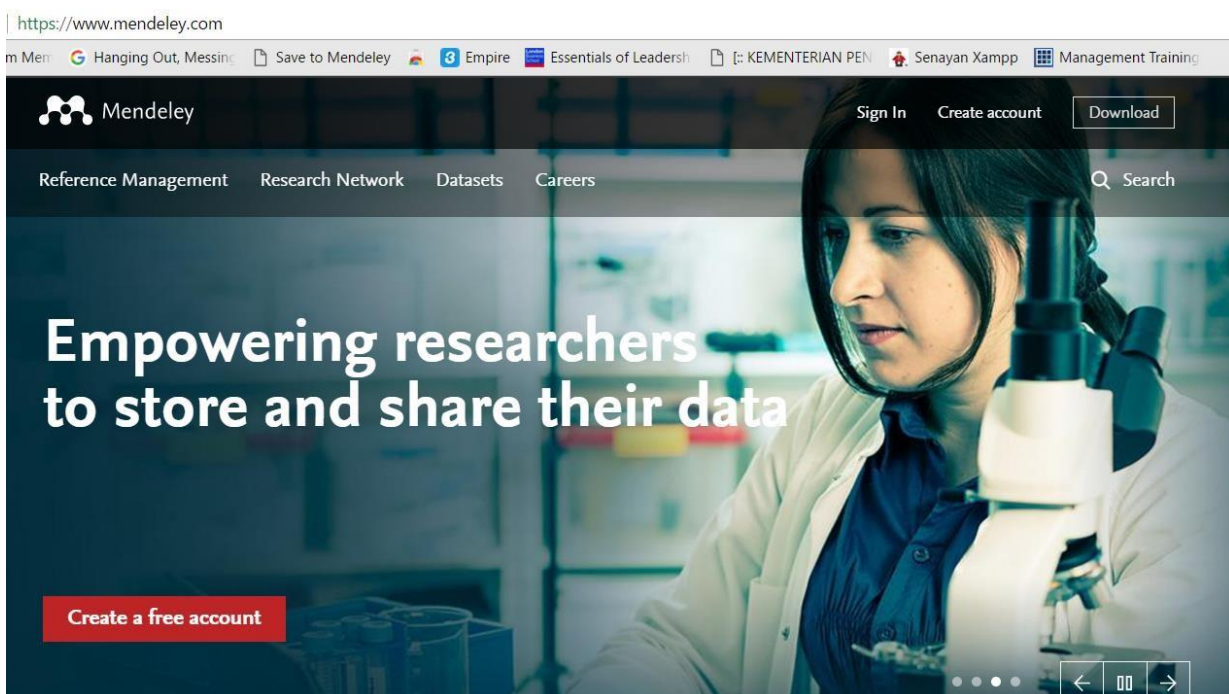 https://www.mendeley.com
m Mem Hanging Out, Messing Save to Mendeley 3 Empire Essentials of Leadersh [:: KEMENTERIAN PEN Senayan Xampp Management Training
Mendeley Sign In Create account Download
Reference Management Research Network Datasets Careers Search
Empowering researchers
to store and share their data
Create a free account